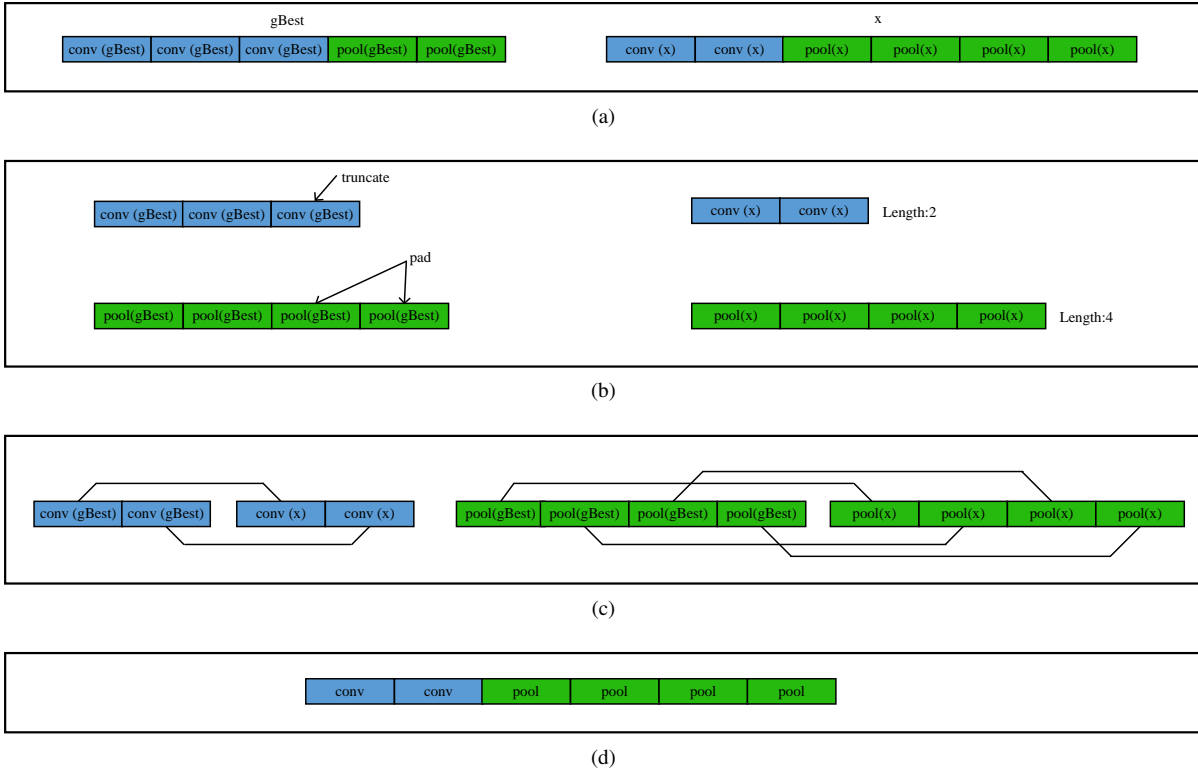 gBest x
conv (gBest) conv (gBest) conv (gBest) pool(gBest) pool(gBest) conv (x) conv (x) pool(x) pool(x) pool(x) pool(x)
(a)
truncate
conv (gBest) conv (gBest) conv (gBest) conv (x) conv (x) Length:2
pad
pool(gBest) pool(gBest) pool(gBest) pool(gBest) pool(x) pool(x) pool(x) pool(x) Length:4
(b)
conv (gBest) conv (gBest) conv (x) conv (x) pool(gBest) pool(gBest) pool(gBest) pool(gBest) pool(x) pool(x) pool(x) pool(x)
(c)
conv conv pool pool pool pool
(d)